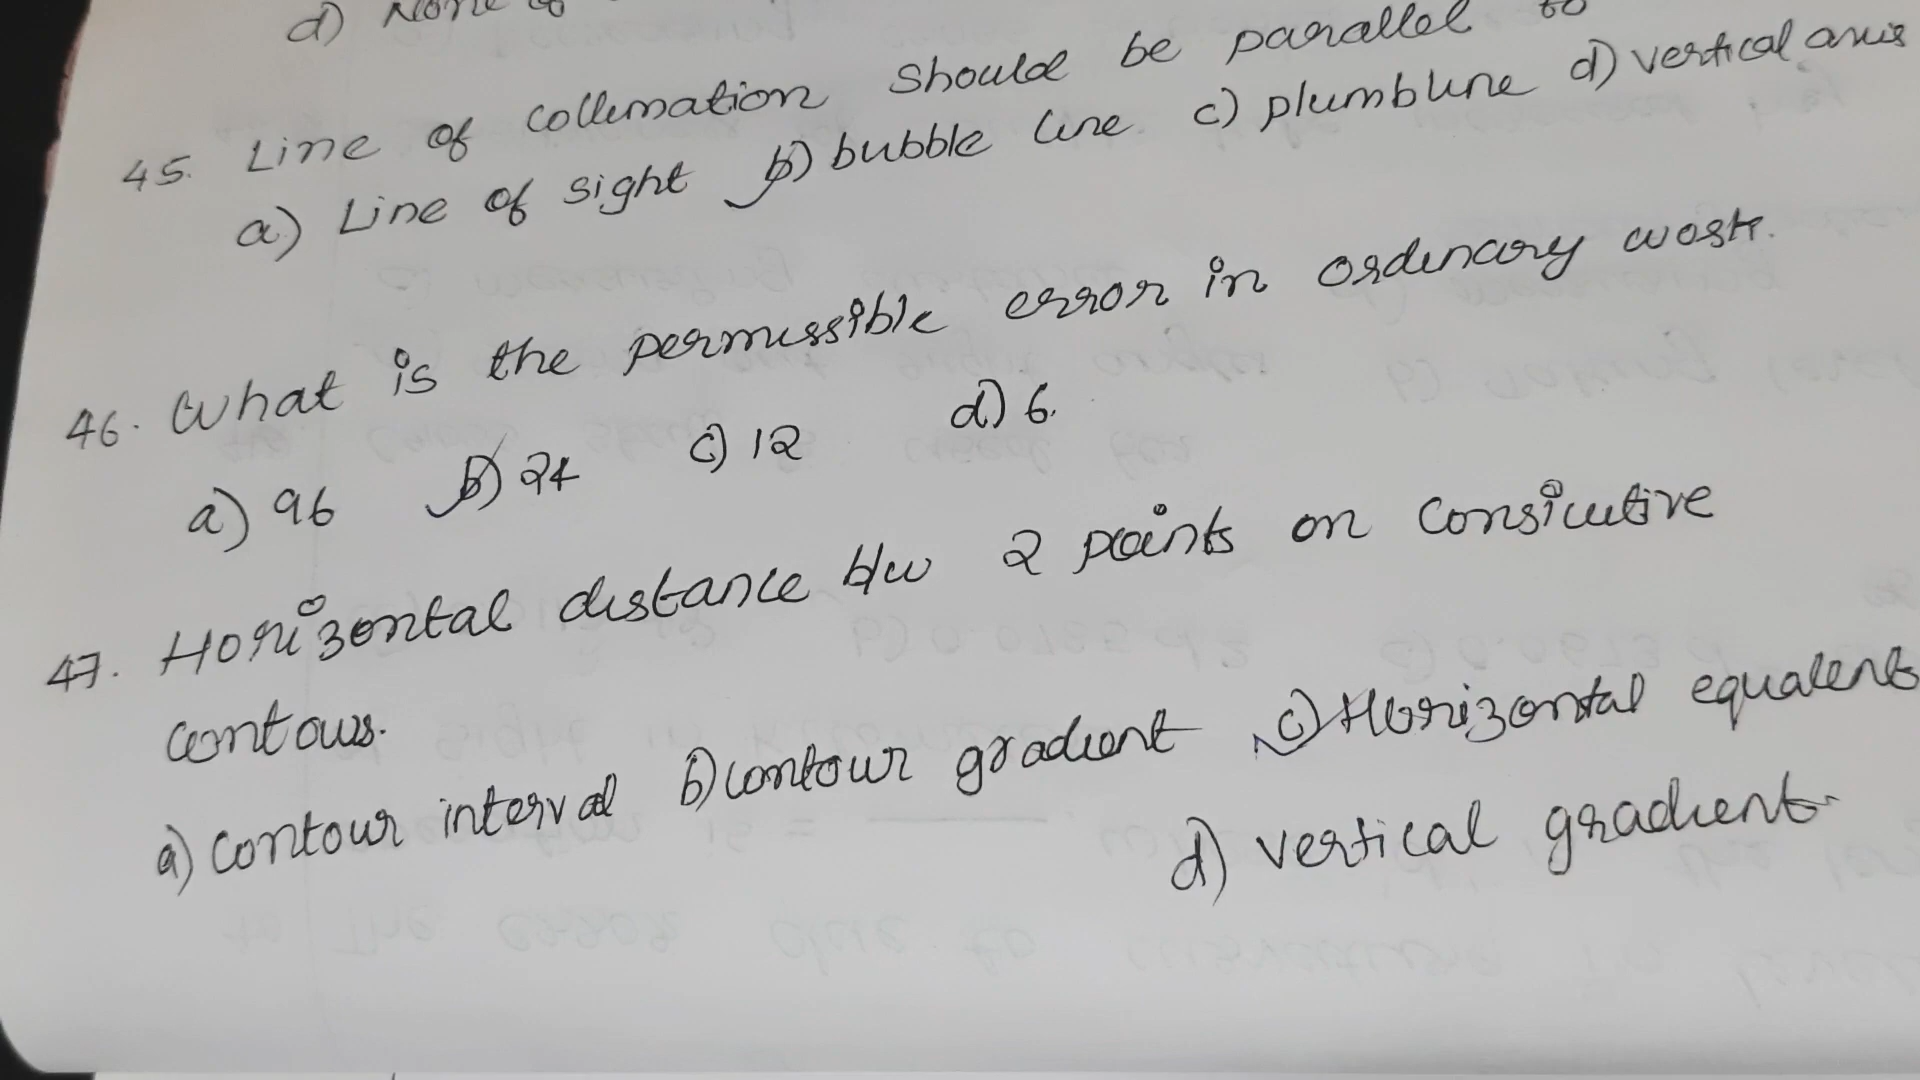 d) None of
45. Line of collimation should be parallel to
a) Line of sight b) bubble line c) plumbline d) vertical axis
46. What is the permissible error in ordinary work.
a) 96 b) 24 c) 12 d) 6.
47. Horizontal distance b/w 2 points on consicutive
contours.
a) contour interval b) contour gradient c) Horizontal equalent
d) vertical gradient